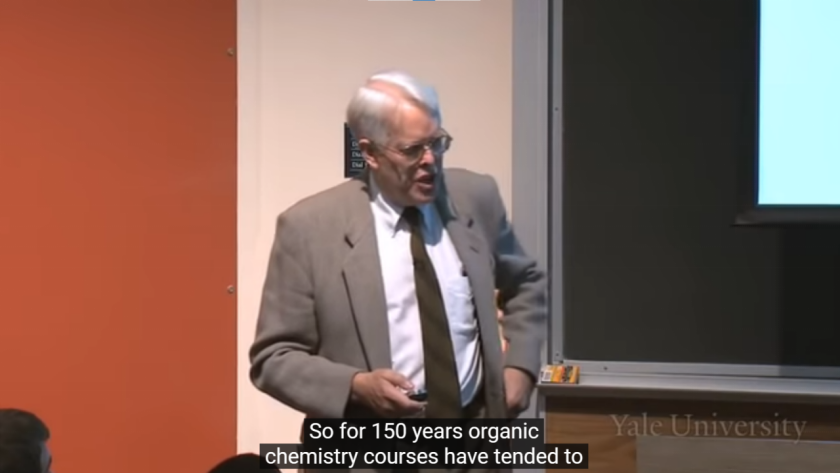 Yale University
So for 150 years organic
chemistry courses have tended to